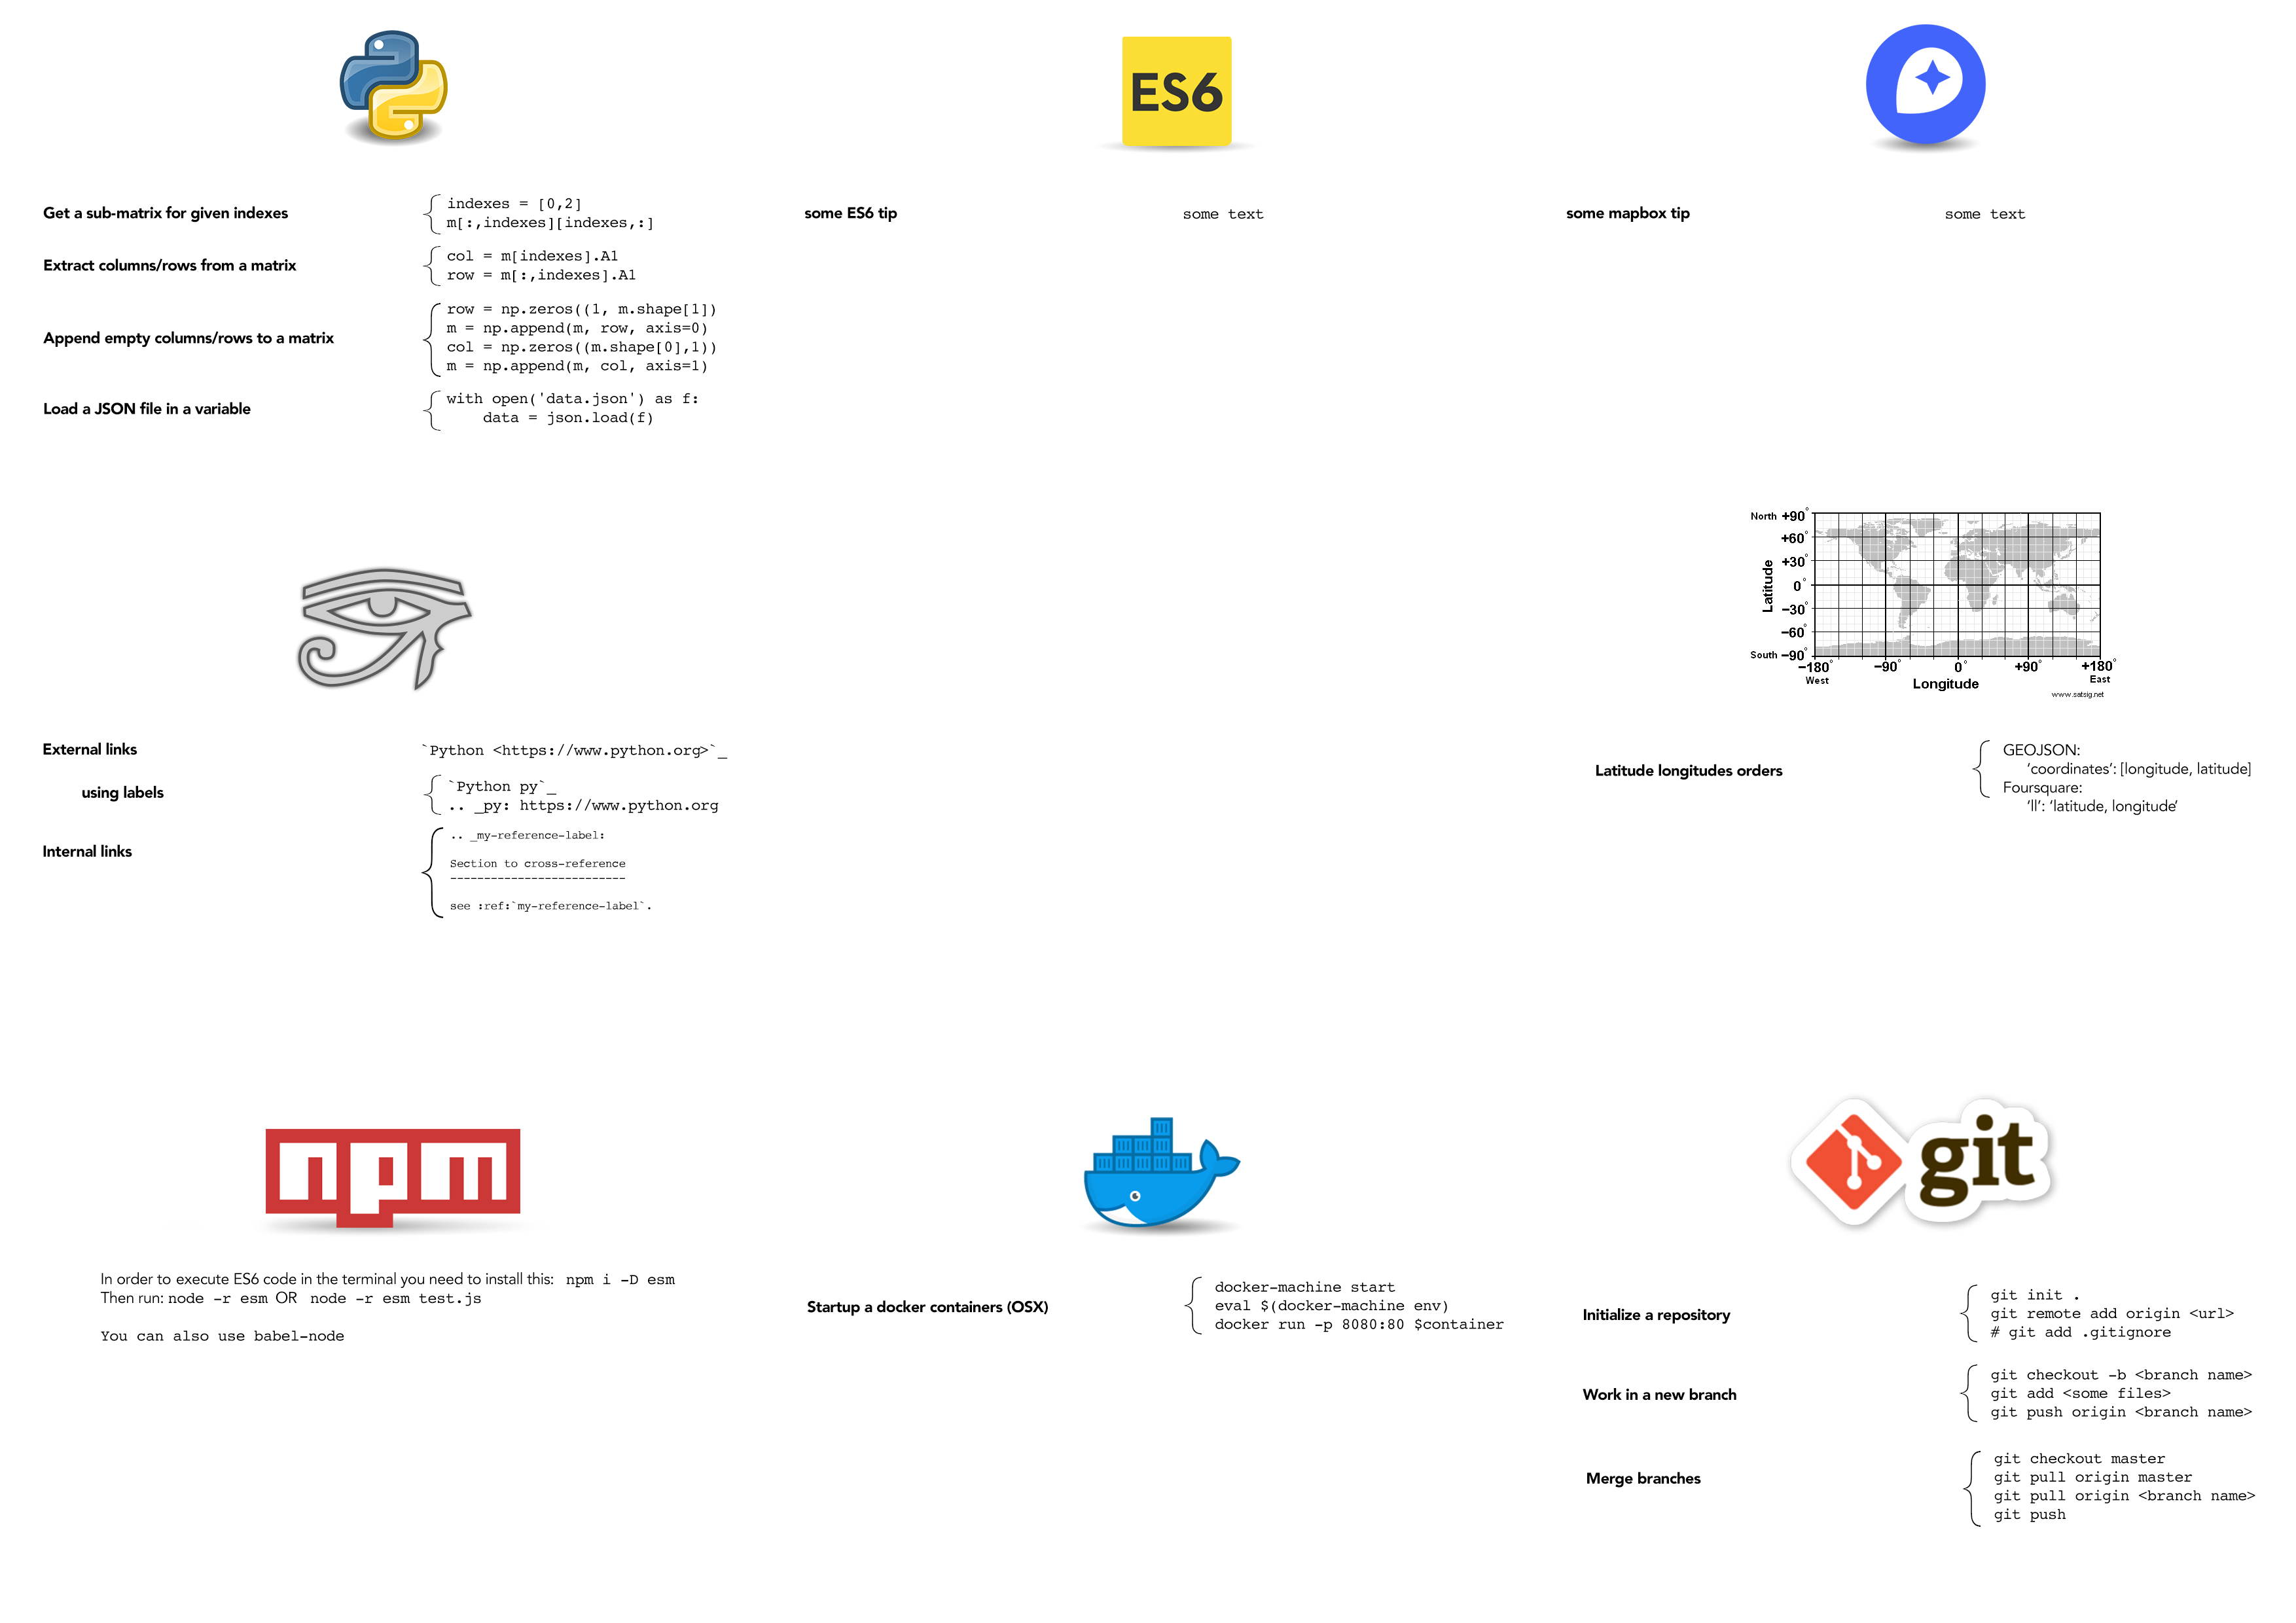 ES6
Get a sub-matrix for given indexes
indexes = [0,2]
m[:,indexes][indexes,:]
Extract columns/rows from a matrix
col = m[indexes].A1
row = m[:,indexes].A1
Append empty columns/rows to a matrix
row = np.zeros((1, m.shape[1])
m = np.append(m, row, axis=0)
col = np.zeros((m.shape[0],1))
m = np.append(m, col, axis=1)
Load a JSON file in a variable
with open('data.json') as f:
    data = json.load(f)
some ES6 tip
some text
some mapbox tip
some text
External links
`Python <https://www.python.org>`_
using labels
`Python py`_
.. _py: https://www.python.org
Internal links
.. _my-reference-label:
Section to cross-reference
--------------------------
see :ref:`my-reference-label`.
North +90°
+60°
+30°
0°
−30°
−60°
South −90°
Latitude
−180° −90° 0° +90° +180°
West East
Longitude
www.satsig.net
Latitude longitudes orders
GEOJSON:
‘coordinates’: [longitude, latitude]
Foursquare:
‘ll’: ‘latitude, longitude‘
npm
In order to execute ES6 code in the terminal you need to install this: npm i -D esm
Then run: node -r esm OR node -r esm test.js
You can also use babel-node
Startup a docker containers (OSX)
docker-machine start
eval $(docker-machine env)
docker run -p 8080:80 $container
git
Initialize a repository
git init .
git remote add origin <url>
# git add .gitignore
Work in a new branch
git checkout -b <branch name>
git add <some files>
git push origin <branch name>
Merge branches
git checkout master
git pull origin master
git pull origin <branch name>
git push